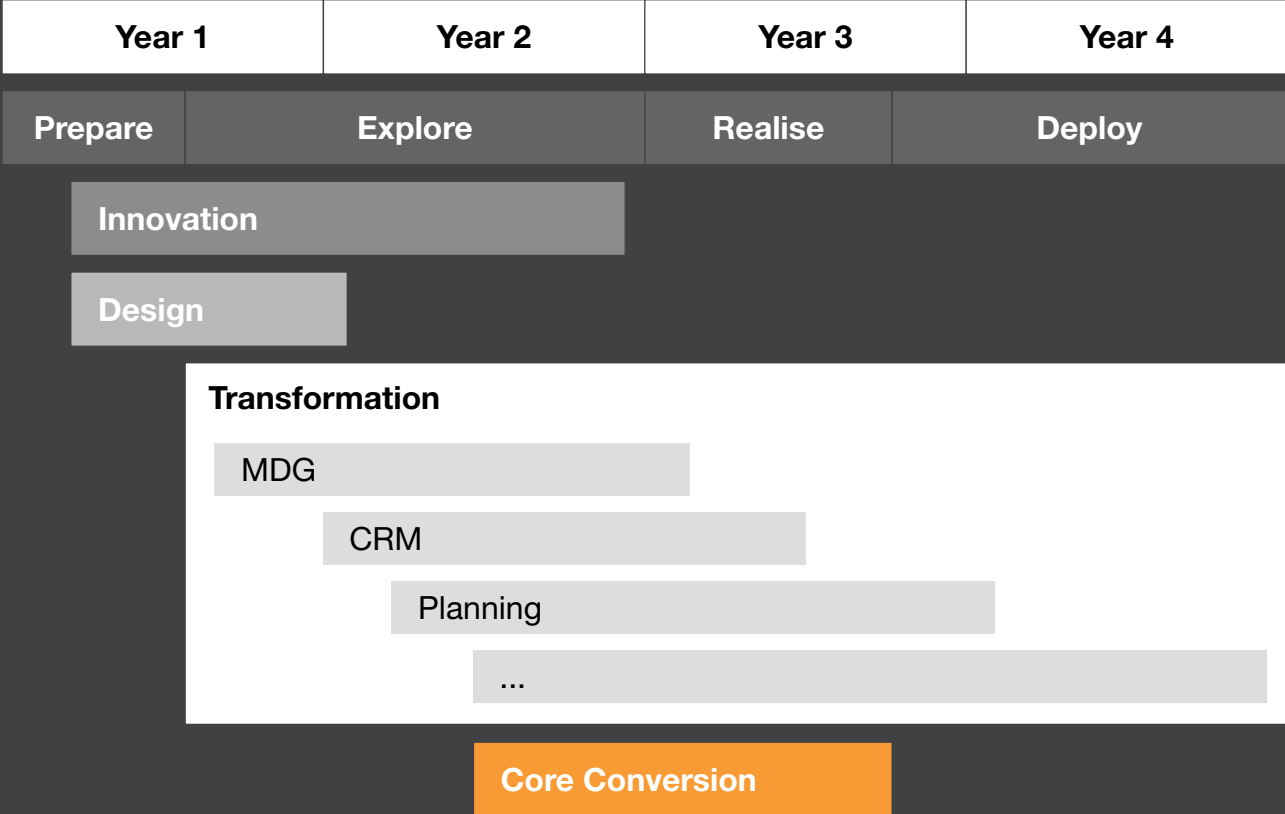 Year 1 Year 2 Year 3 Year 4
Prepare Explore Realise Deploy
Innovation
Design
Transformation
MDG
CRM
Planning
...
Core Conversion